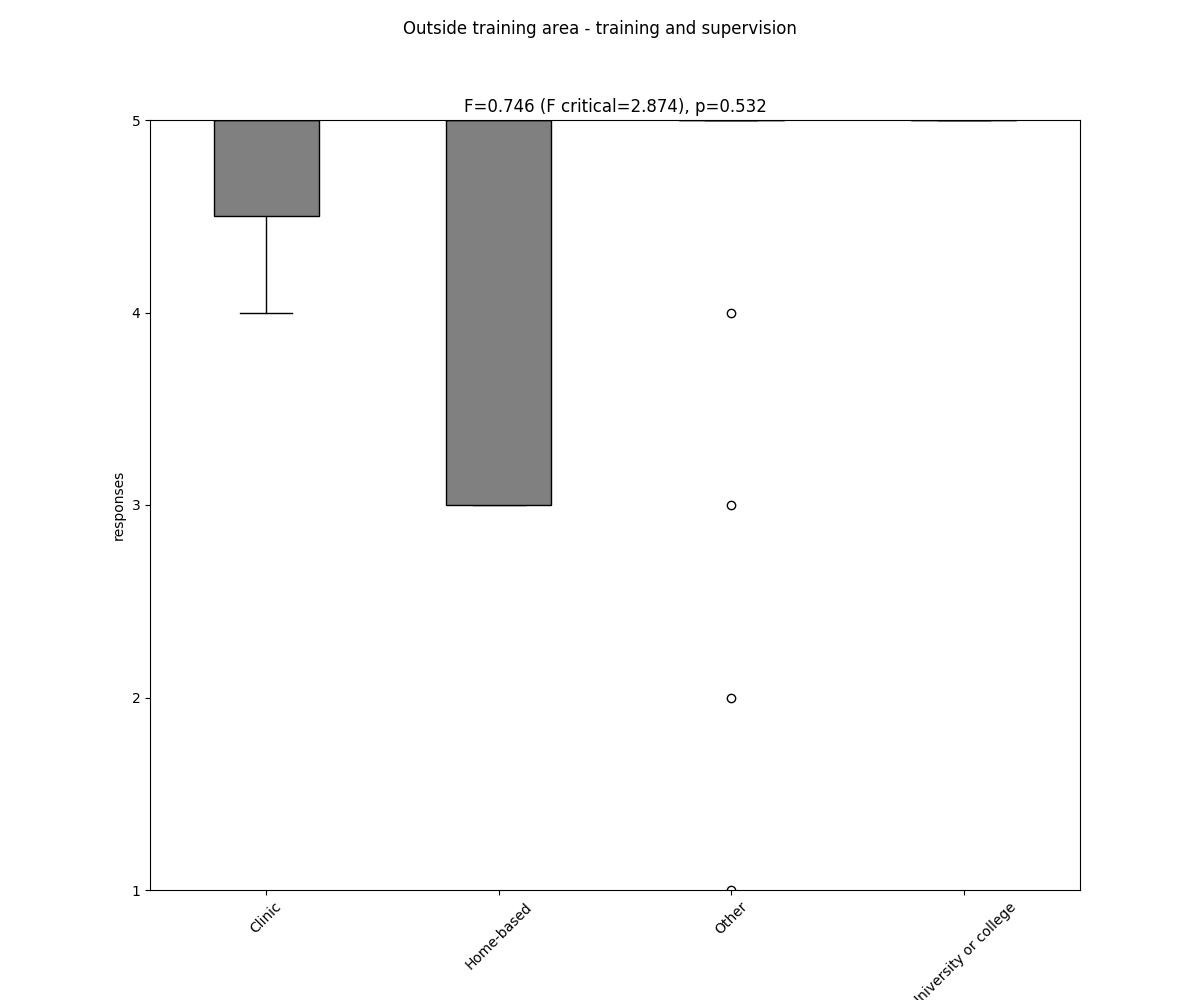 Outside training area - training and supervision
F=0.746 (F critical=2.874), p=0.532
5
4
3
2
1
responses
Clinic
Home-based
Other
University or college